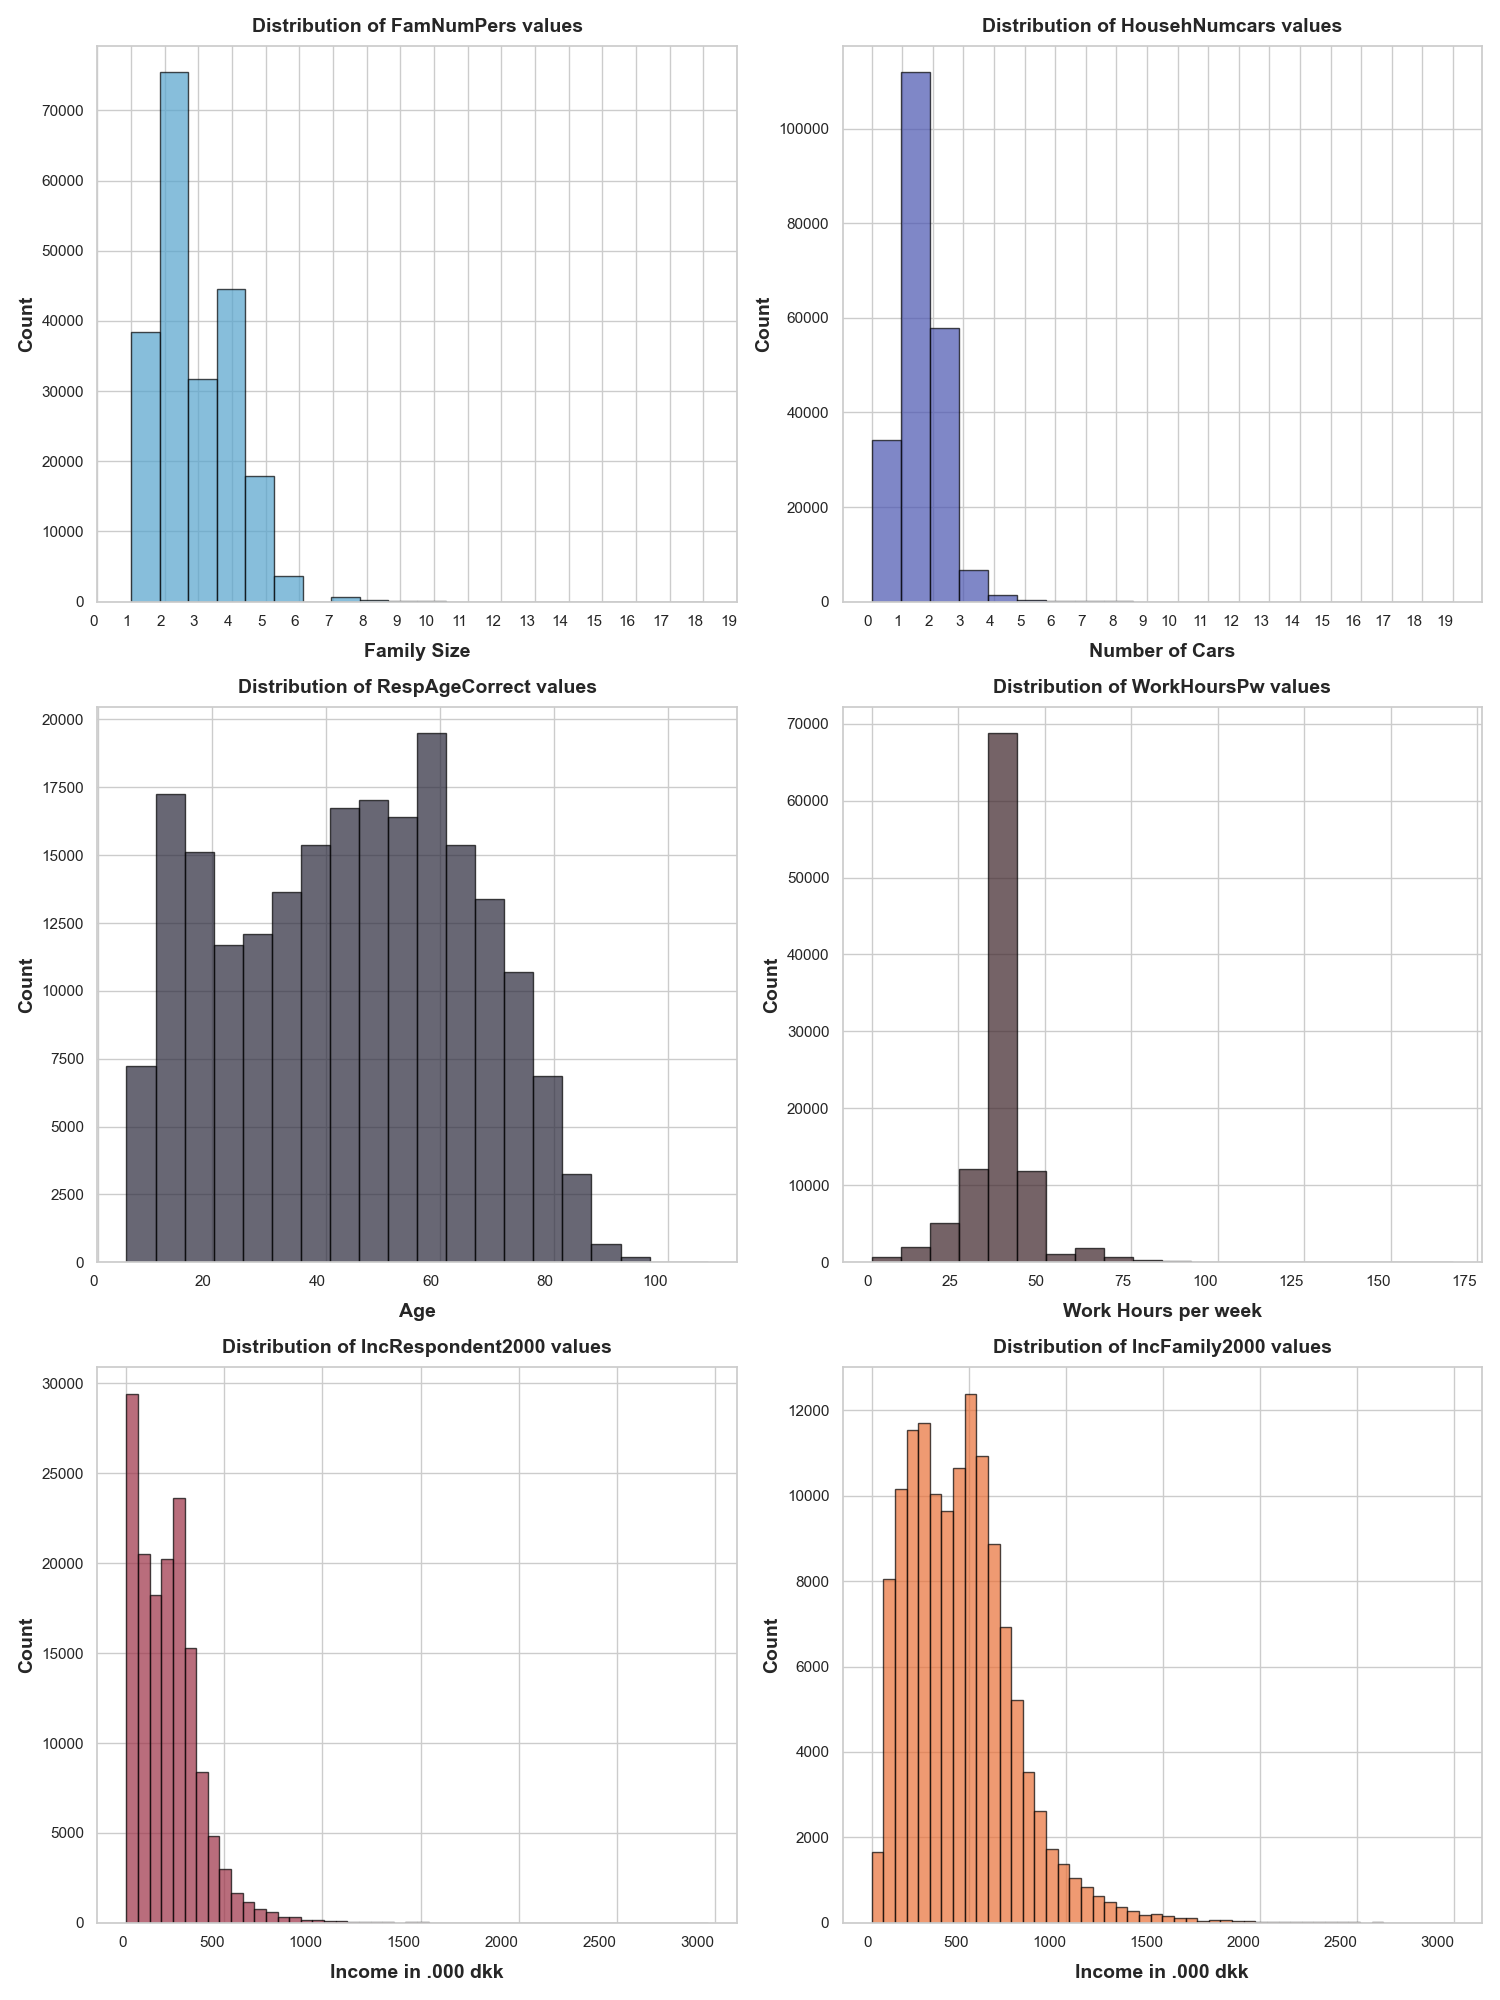 Distribution of FamNumPers values
Distribution of HousehNumcars values
Count
70000
60000
50000
40000
30000
20000
10000
0
0 1 2 3 4 5 6 7 8 9 10 11 12 13 14 15 16 17 18 19
Family Size
Count
100000
80000
60000
40000
20000
0
0 1 2 3 4 5 6 7 8 9 10 11 12 13 14 15 16 17 18 19
Number of Cars
Distribution of RespAgeCorrect values
Distribution of WorkHoursPw values
Count
20000
17500
15000
12500
10000
7500
5000
2500
0
0 20 40 60 80 100
Age
Count
70000
60000
50000
40000
30000
20000
10000
0
0 25 50 75 100 125 150 175
Work Hours per week
Distribution of IncRespondent2000 values
Distribution of IncFamily2000 values
Count
30000
25000
20000
15000
10000
5000
0
0 500 1000 1500 2000 2500 3000
Income in .000 dkk
Count
12000
10000
8000
6000
4000
2000
0
0 500 1000 1500 2000 2500 3000
Income in .000 dkk